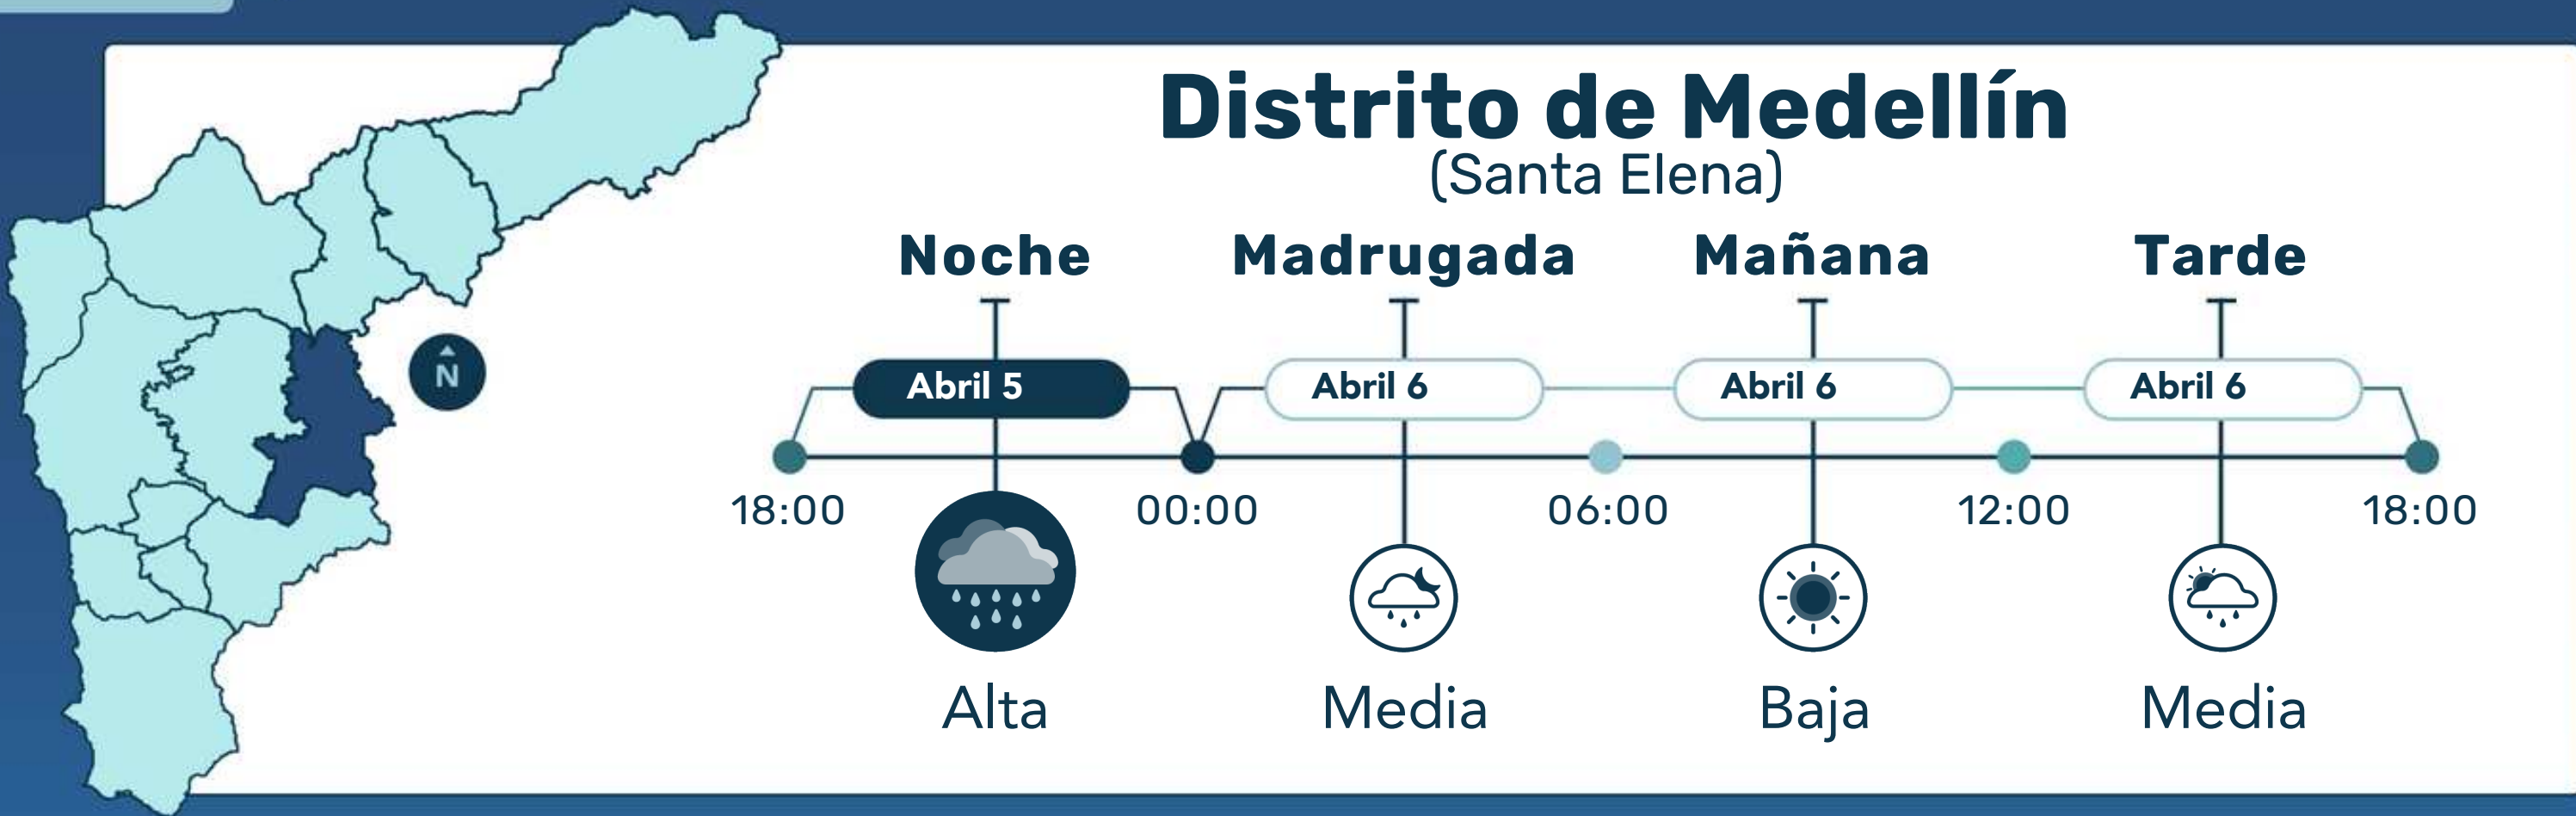 Distrito de Medellín
(Santa Elena)
Noche Madrugada Mañana Tarde
Abril 5 Abril 6 Abril 6 Abril 6
N
18:00 00:00 06:00 12:00 18:00
Alta Media Baja Media